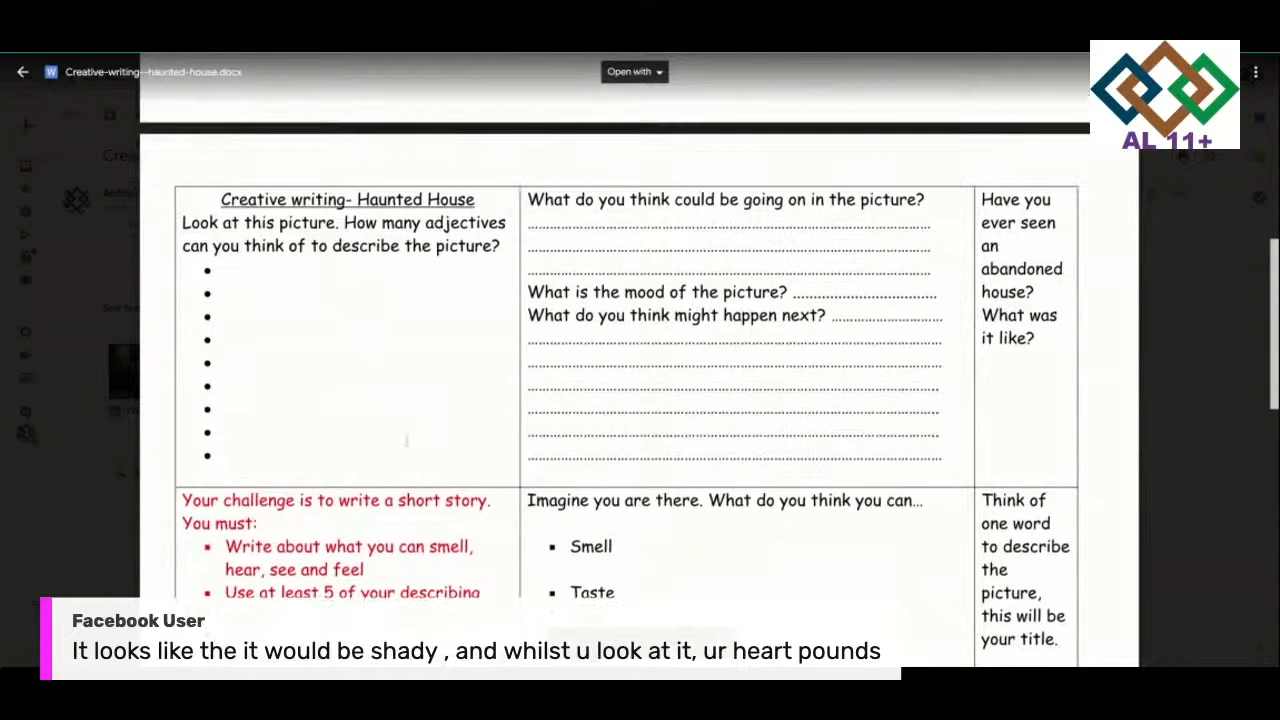 Creative-writing--haunted-house.docx
Open with
AL 11+
Creative writing- Haunted House
Look at this picture. How many adjectives
can you think of to describe the picture?
What do you think could be going on in the picture?
What is the mood of the picture?
What do you think might happen next?
Have you
ever seen
an
abandoned
house?
What was
it like?
Your challenge is to write a short story.
You must:
Write about what you can smell,
hear, see and feel
Use at least 5 of your describing
Imagine you are there. What do you think you can...
Smell
Taste
Think of
one word
to describe
the
picture,
this will be
your title.
Facebook User
It looks like the it would be shady , and whilst u look at it, ur heart pounds